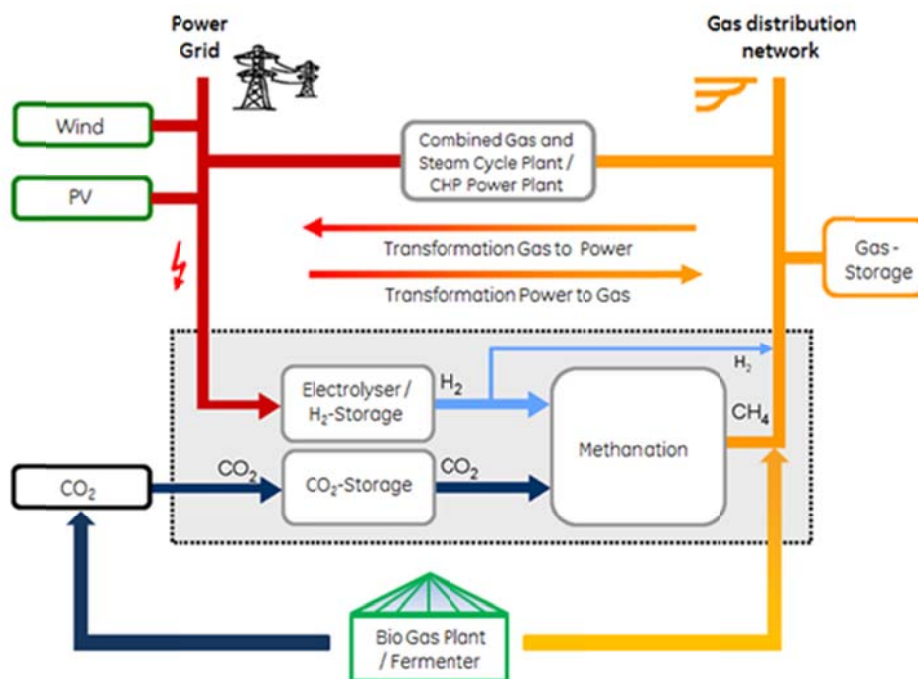 Power
Grid
Gas distribution
network
Wind
PV
Combined Gas and
Steam Cycle Plant /
CHP Power Plant
Transformation Gas to Power
Transformation Power to Gas
Gas -
Storage
Electrolyser /
H₂-Storage
H₂
H₂
CH₄
Methanation
CO₂
CO₂
CO₂-Storage
CO₂
Bio Gas Plant
/ Fermenter